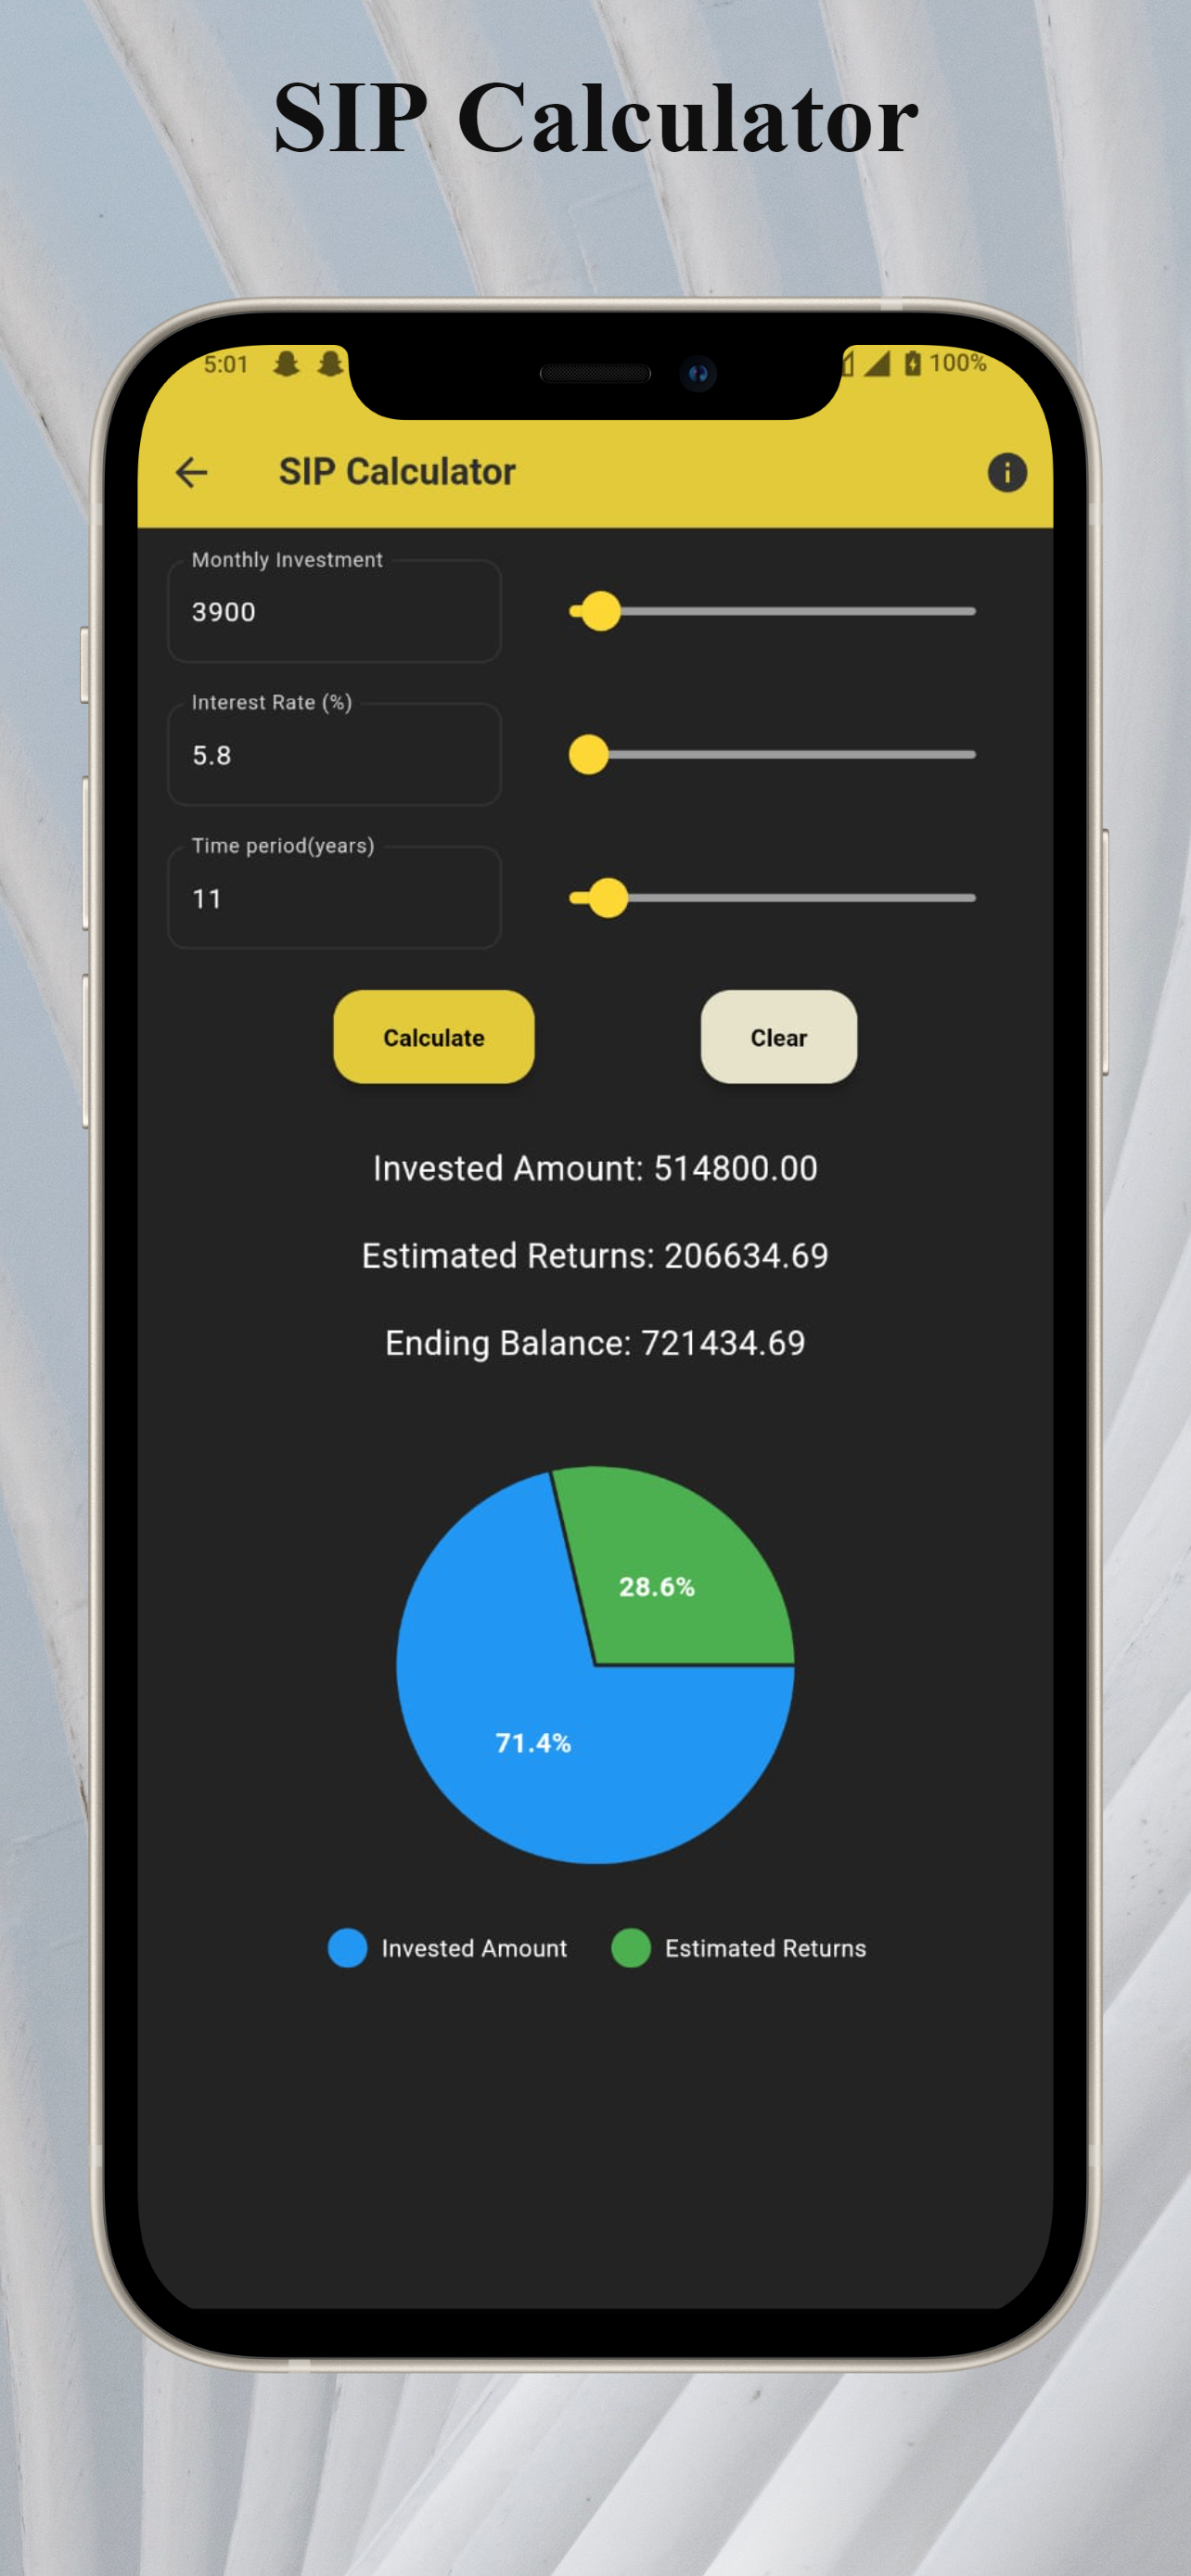 SIP Calculator
5:01 100%
SIP Calculator
Monthly Investment
3900
Interest Rate (%)
5.8
Time period(years)
11
Calculate Clear
Invested Amount: 514800.00
Estimated Returns: 206634.69
Ending Balance: 721434.69
28.6%
71.4%
Invested Amount Estimated Returns